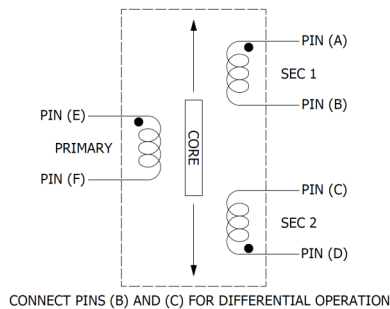 PIN (A)
SEC 1
PIN (B)
PIN (E)
PRIMARY
PIN (F)
CORE
PIN (C)
SEC 2
PIN (D)
CONNECT PINS (B) AND (C) FOR DIFFERENTIAL OPERATION